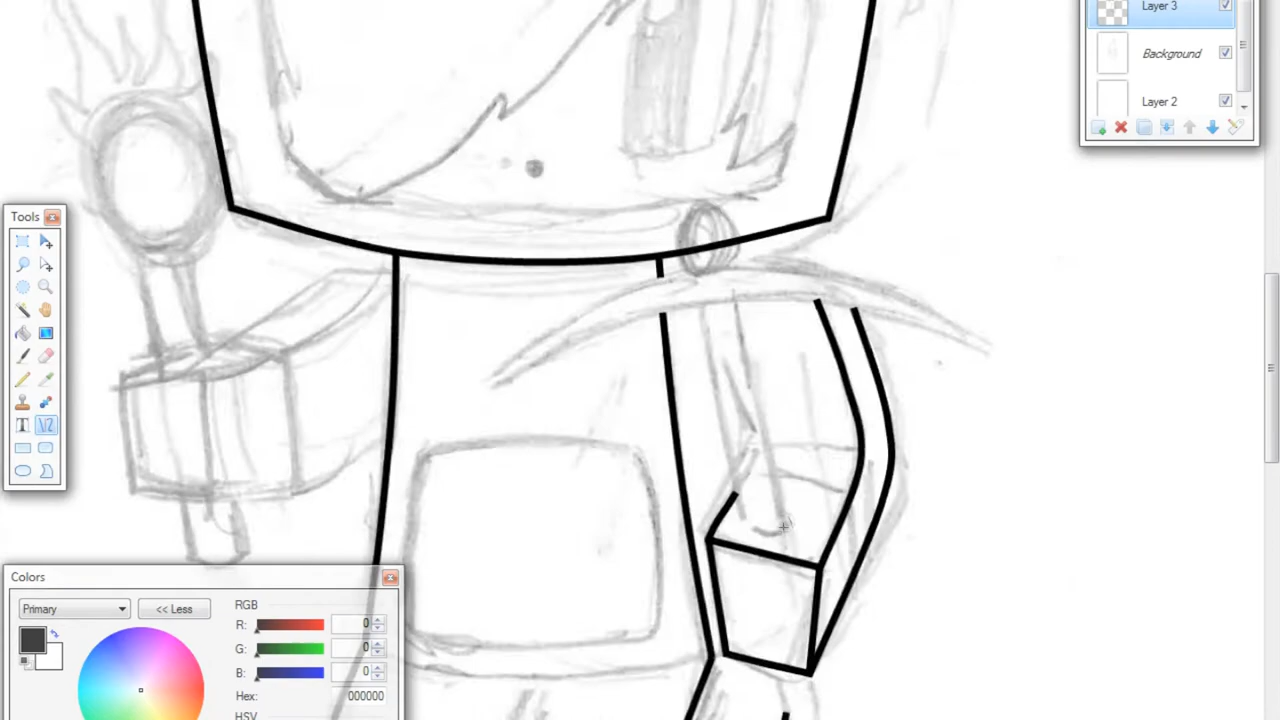 Layer 3
Background
Layer 2
Tools
Colors
Primary
<< Less
RGB
R: 0
G: 0
B: 0
Hex: 000000
HSV